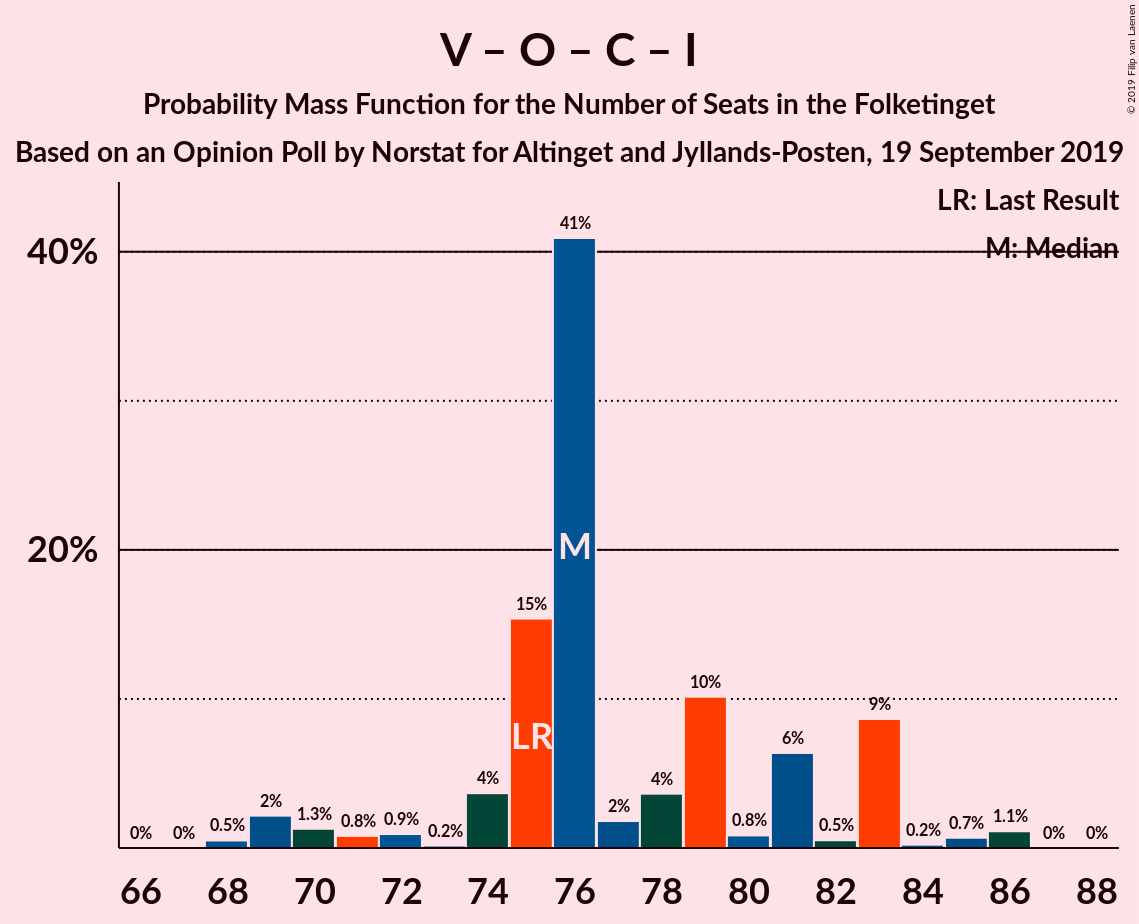 V – O – C – I
Probability Mass Function for the Number of Seats in the Folketinget
Based on an Opinion Poll by Norstat for Altinget and Jyllands-Posten, 19 September 2019
© 2019 Filip van Laenen
LR: Last Result
M: Median
40%
20%
0%
0%
0.5%
2%
1.3%
0.8%
0.9%
0.2%
4%
15%
41%
2%
4%
10%
0.8%
6%
0.5%
9%
0.2%
0.7%
1.1%
0%
0%
LR
M
66 68 70 72 74 76 78 80 82 84 86 88